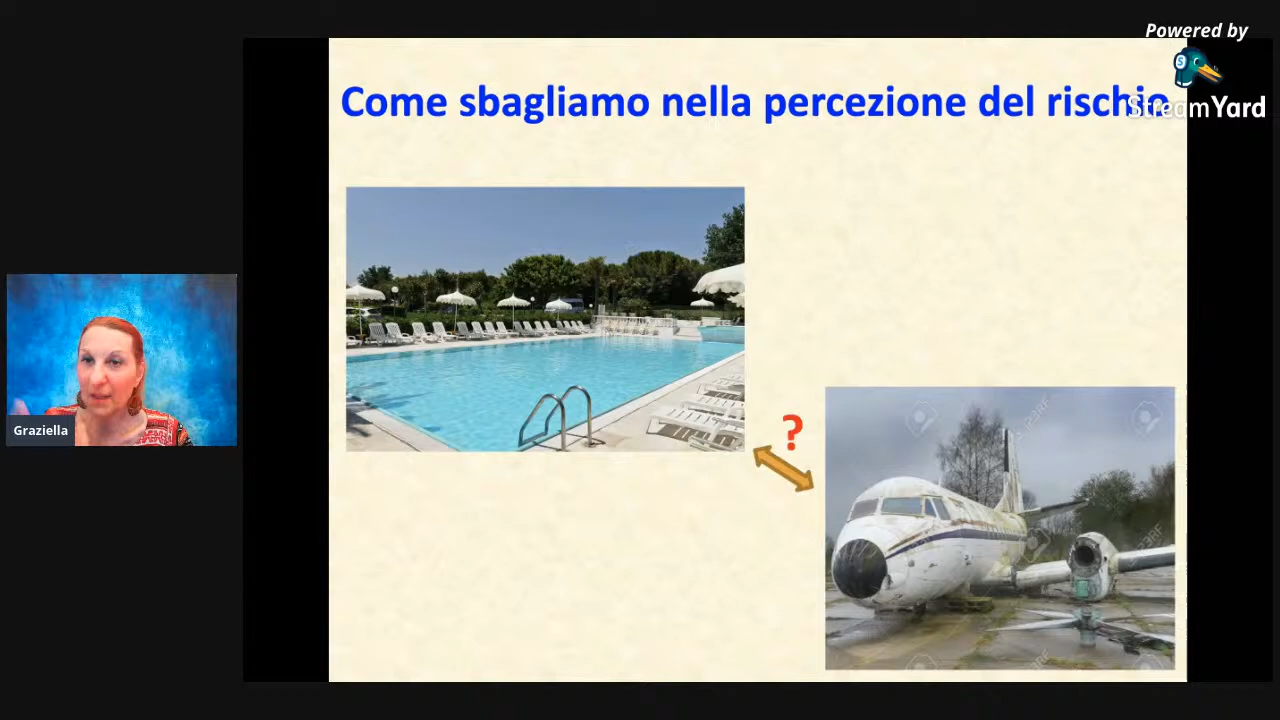 Powered by
StreamYard
Come sbagliamo nella percezione del rischio
?
Graziella